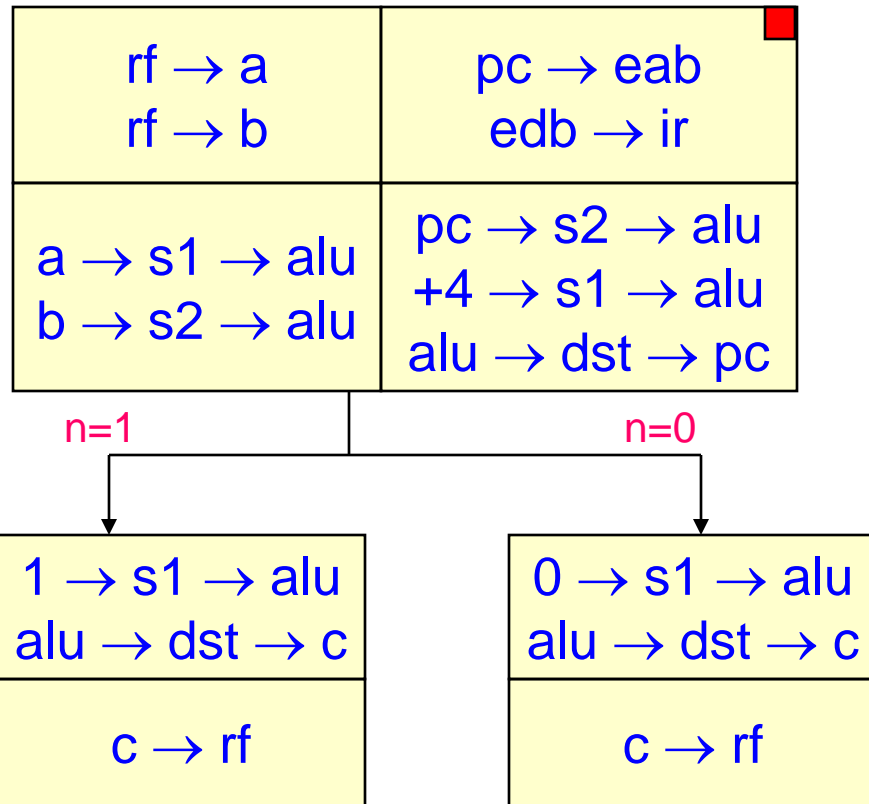 rf → a
rf → b
pc → eab
edb → ir
a → s1 → alu
b → s2 → alu
pc → s2 → alu
+4 → s1 → alu
alu → dst → pc
n=1
n=0
1 → s1 → alu
alu → dst → c
0 → s1 → alu
alu → dst → c
c → rf
c → rf